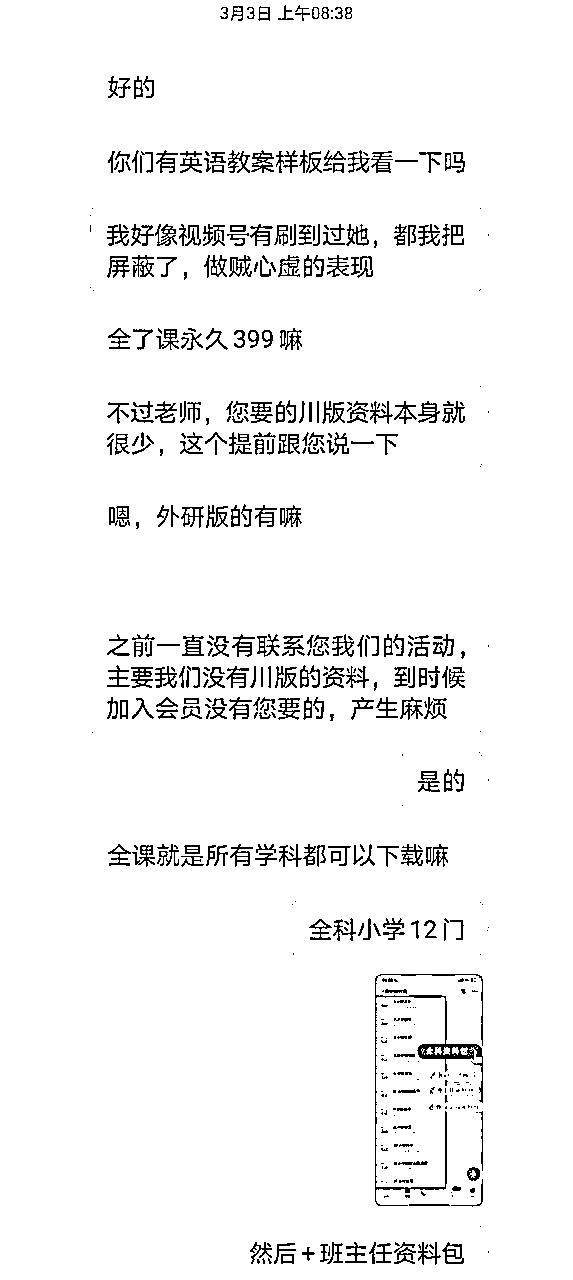 3月3日 上午08:38
好的
你们有英语教案样板给我看一下吗
我好像视频号有刷到过她，都我把
屏蔽了，做贼心虚的表现
全了课永久399嘛
不过老师，您要的川版资料本身就
很少，这个提前跟您说一下
嗯，外研版的有嘛
之前一直没有联系您我们的活动，
主要我们没有川版的资料，到时候
加入会员没有您要的，产生麻烦
是的
全课就是所有学科都可以下载嘛
全科小学12门
然后+班主任资料包